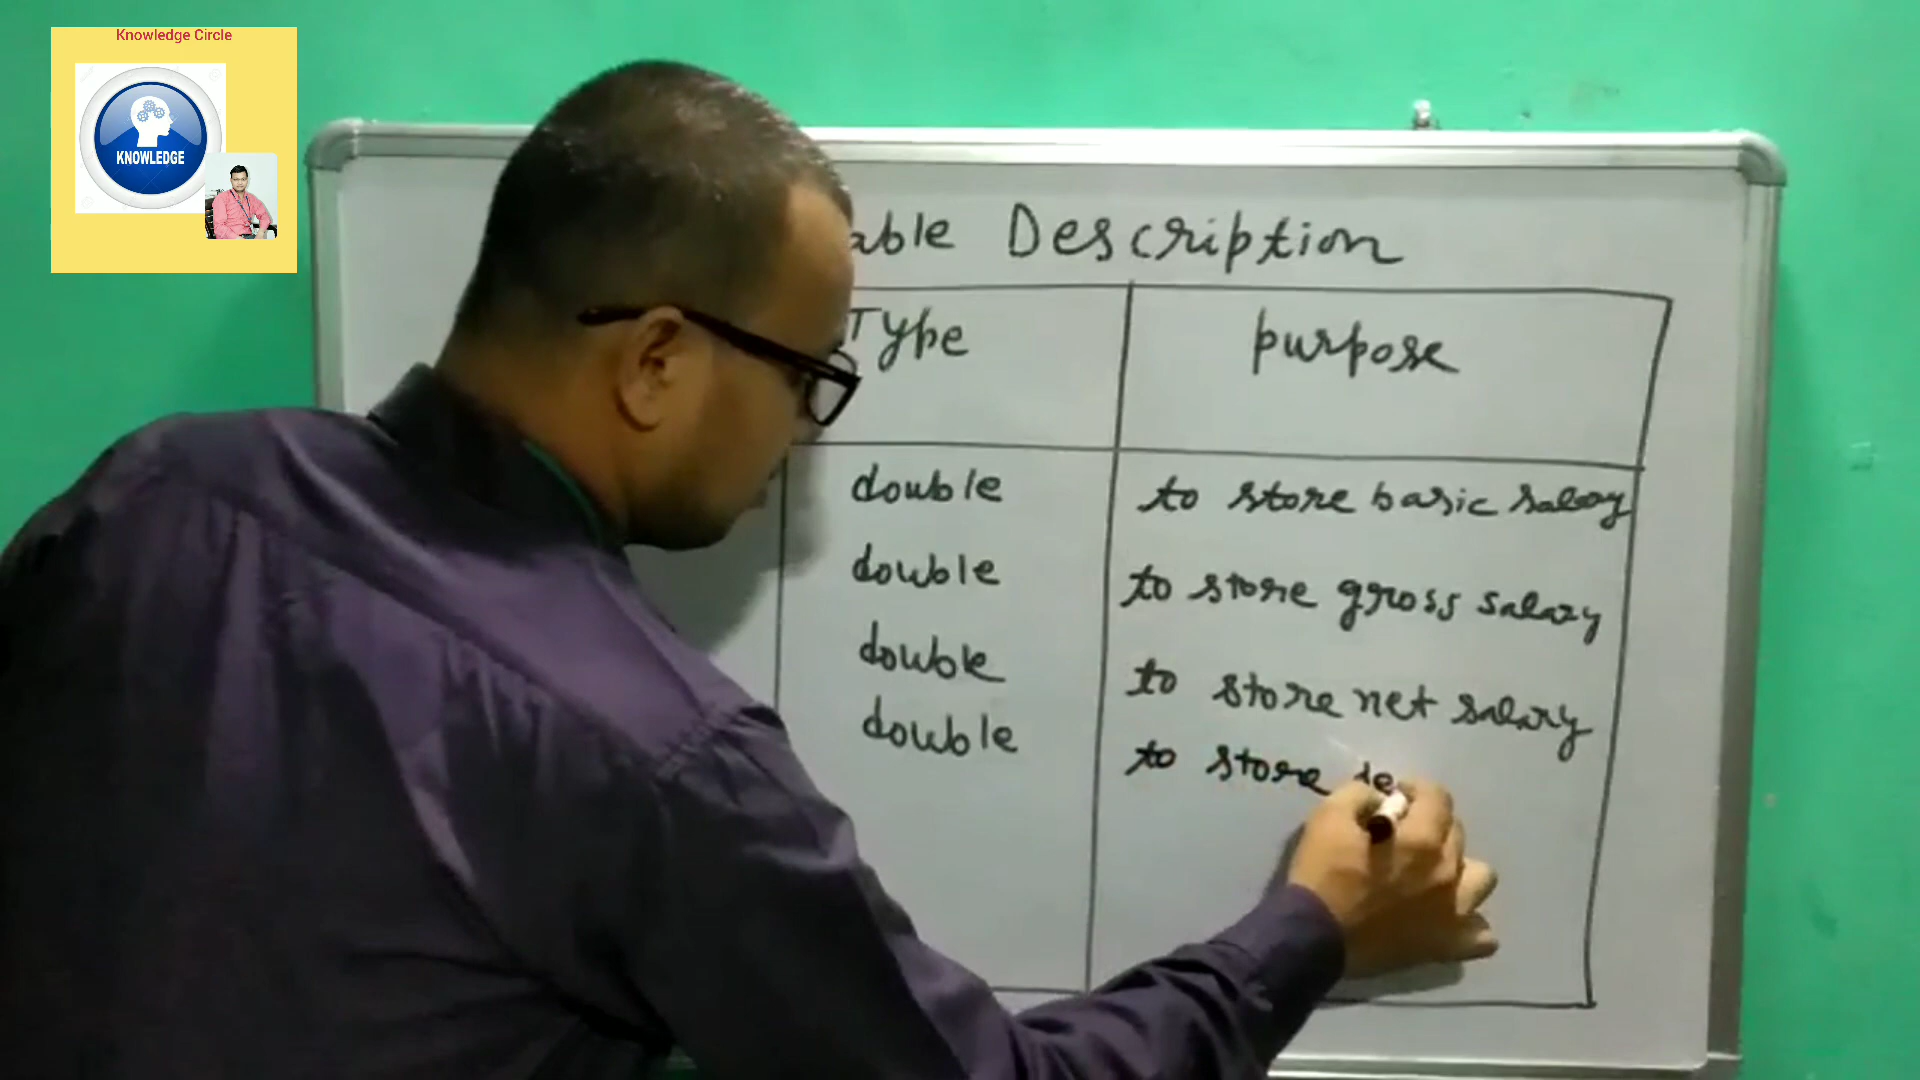 Knowledge Circle
KNOWLEDGE
able Description
Type purpose
double to store basic salary
double to store gross salary
double to store net salary
double to store de